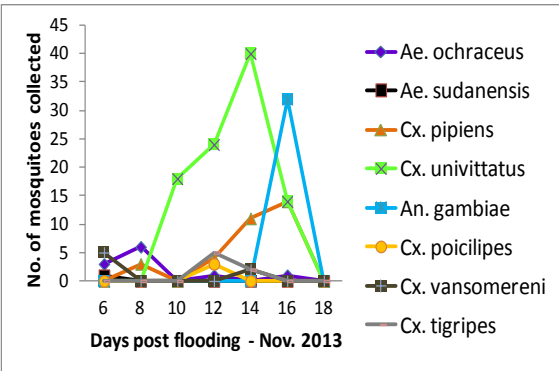 No. of mosquitoes collected
45
40
35
30
25
20
15
10
5
0
6 8 10 12 14 16 18
Days post flooding - Nov. 2013
Ae. ochraceus
Ae. sudanensis
Cx. pipiens
Cx. univittatus
An. gambiae
Cx. poicilipes
Cx. vansomereni
Cx. tigripes